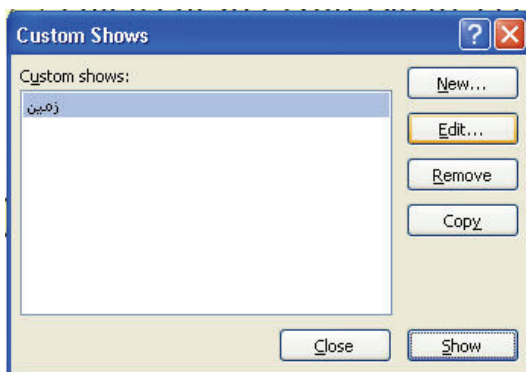 Custom Shows
Custom shows:
زمین
New...
Edit...
Remove
Copy
Close
Show